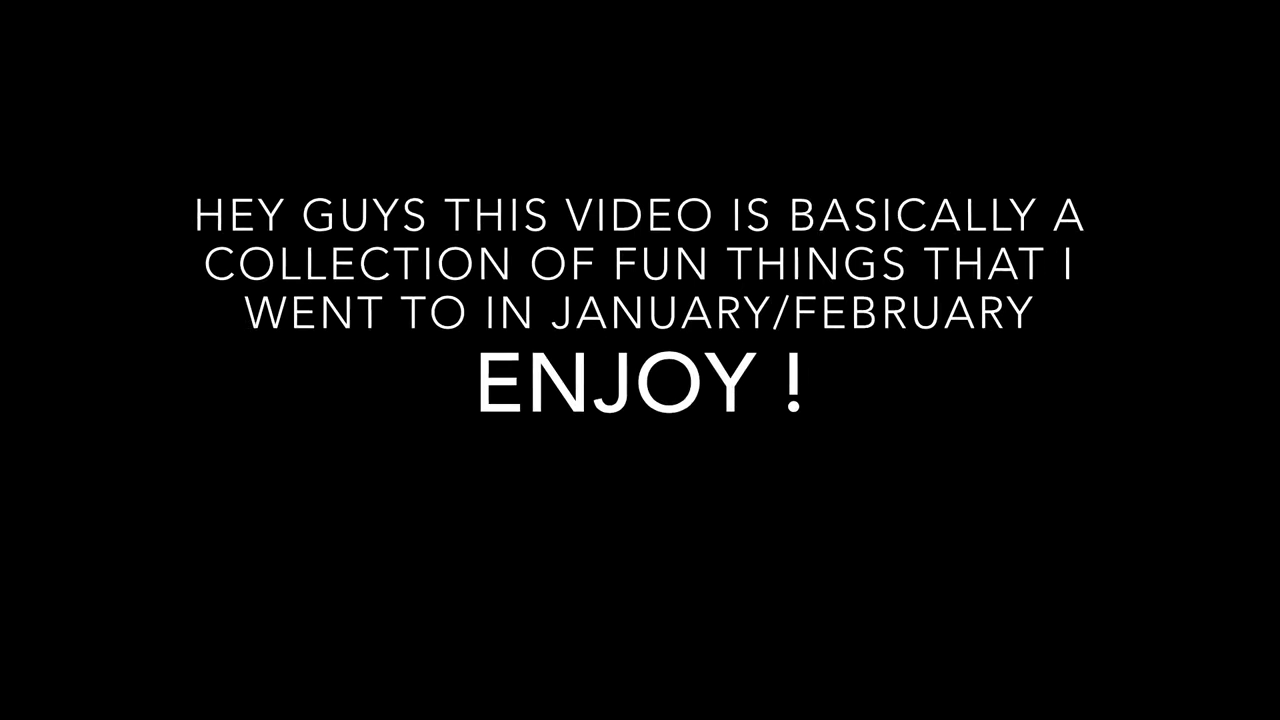 HEY GUYS THIS VIDEO IS BASICALLY A
COLLECTION OF FUN THINGS THAT I
WENT TO IN JANUARY/FEBRUARY
ENJOY !